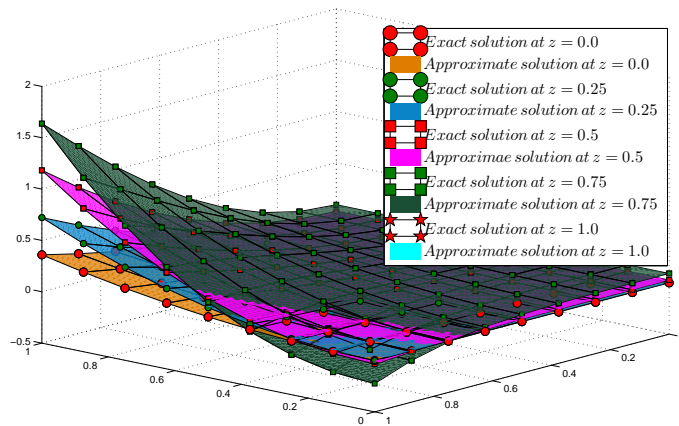 Exact solution at z = 0.0
Approximate solution at z = 0.0
Exact solution at z = 0.25
Approximate solution at z = 0.25
Exact solution at z = 0.5
Approximae solution at z = 0.5
Exact solution at z = 0.75
Approximate solution at z = 0.75
Exact solution at z = 1.0
Approximate solution at z = 1.0
2
1.5
1
0.5
0
−0.5
1
0.8
0.6
0.4
0.2
0
1
0.8
0.6
0.4
0.2